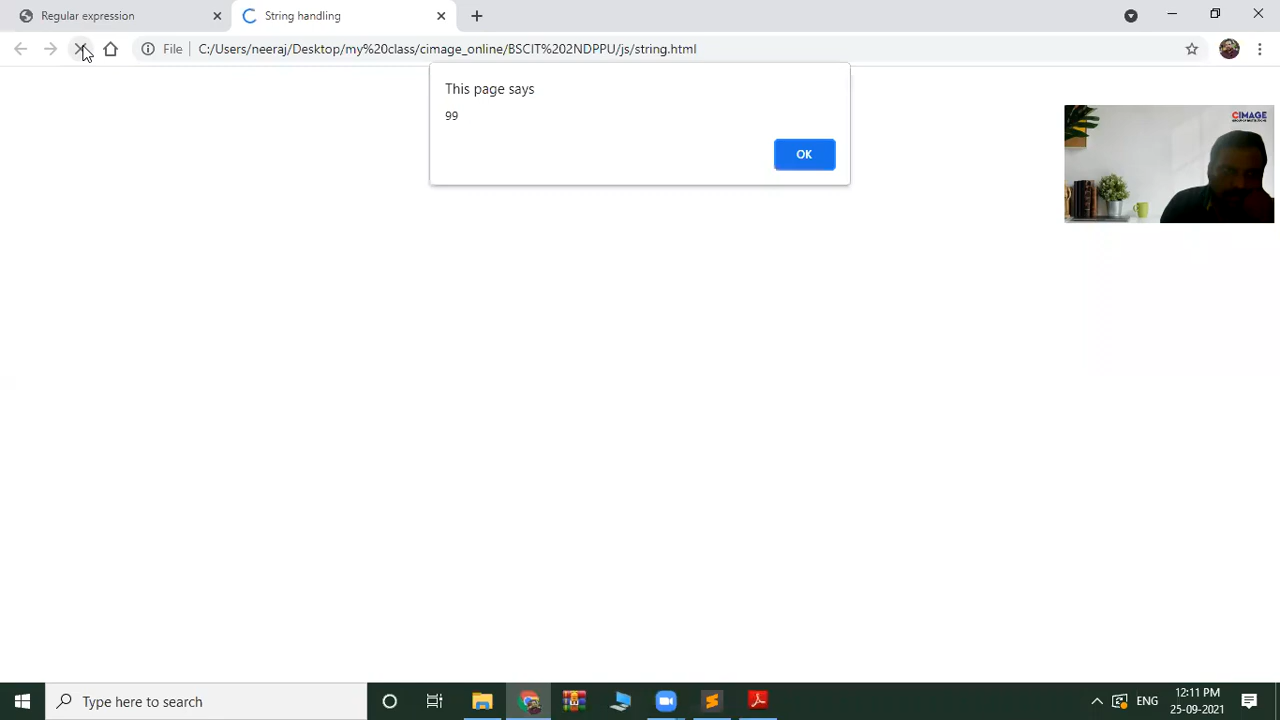 Regular expression
String handling
File
C:/Users/neeraj/Desktop/my%20class/cimage_online/BSCIT%202NDPPU/js/string.html
This page says
99
OK
CIMAGE
Type here to search
ENG
12:11 PM
25-09-2021